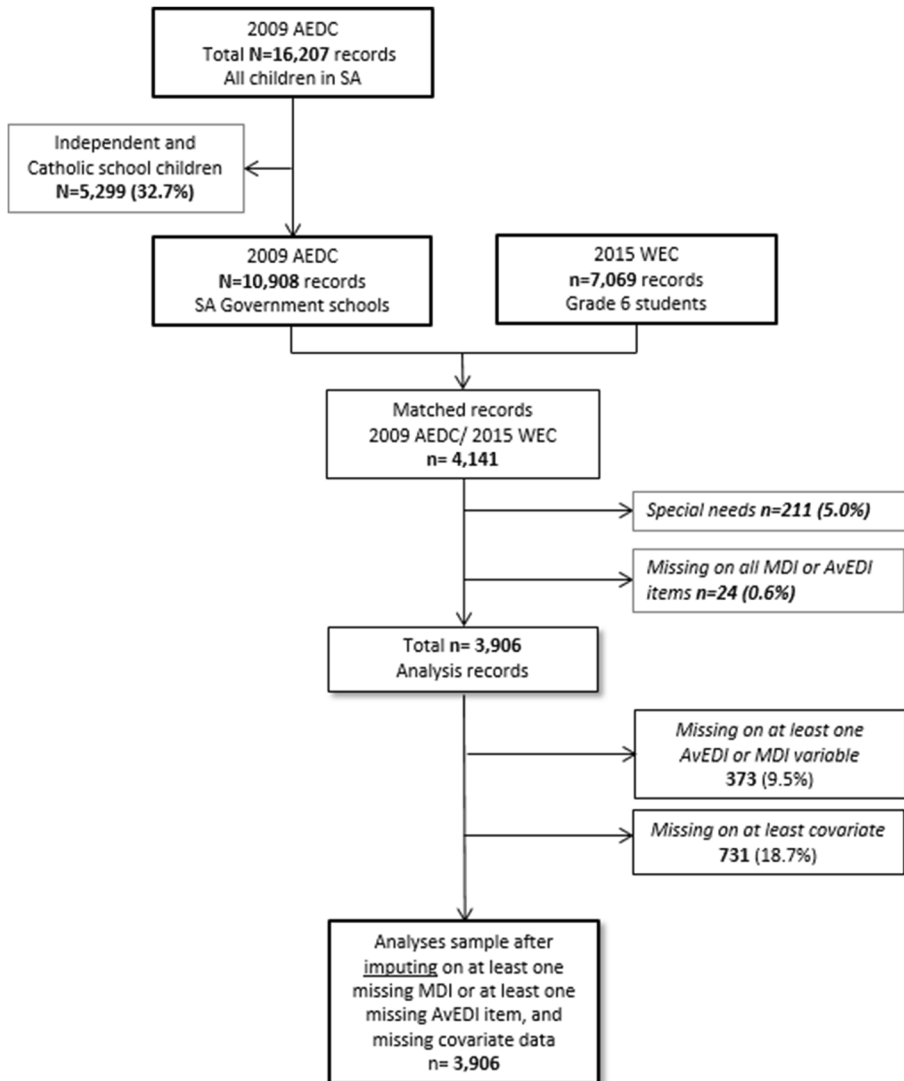 2009 AEDC
Total N=16,207 records
All children in SA
Independent and
Catholic school children
N=5,299 (32.7%)
2009 AEDC
N=10,908 records
SA Government schools
2015 WEC
n=7,069 records
Grade 6 students
Matched records
2009 AEDC/ 2015 WEC
n= 4,141
Special needs n=211 (5.0%)
Missing on all MDI or AvEDI
items n=24 (0.6%)
Total n= 3,906
Analysis records
Missing on at least one
AvEDI or MDI variable
373 (9.5%)
Missing on at least covariate
731 (18.7%)
Analyses sample after
imputing on at least one
missing MDI or at least one
missing AvEDI item, and
missing covariate data
n= 3,906